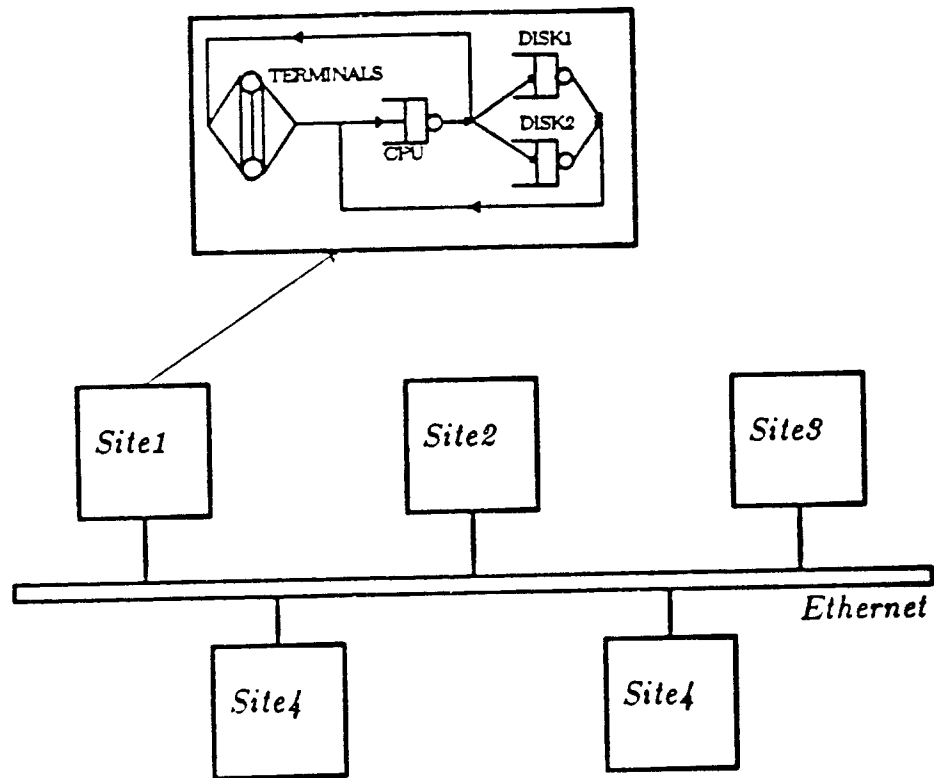 DISK1
TERMINALS
DISK2
CPU
Site1
Site2
Site3
Ethernet
Site4
Site4